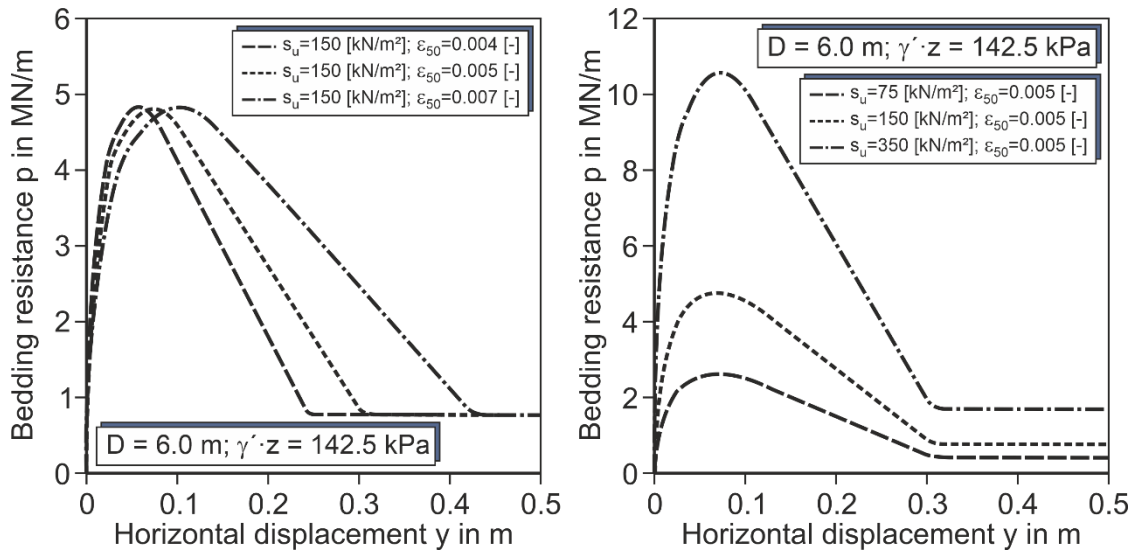 Bedding resistance p in MN/m
6
5
4
3
2
1
0
s_u=150 [kN/m²]; ε_50=0.004 [-]
s_u=150 [kN/m²]; ε_50=0.005 [-]
s_u=150 [kN/m²]; ε_50=0.007 [-]
D = 6.0 m; γ´·z = 142.5 kPa
0 0.1 0.2 0.3 0.4 0.5
Horizontal displacement y in m
Bedding resistance p in MN/m
12
10
8
6
4
2
0
D = 6.0 m; γ´·z = 142.5 kPa
s_u=75 [kN/m²]; ε_50=0.005 [-]
s_u=150 [kN/m²]; ε_50=0.005 [-]
s_u=350 [kN/m²]; ε_50=0.005 [-]
0 0.1 0.2 0.3 0.4 0.5
Horizontal displacement y in m